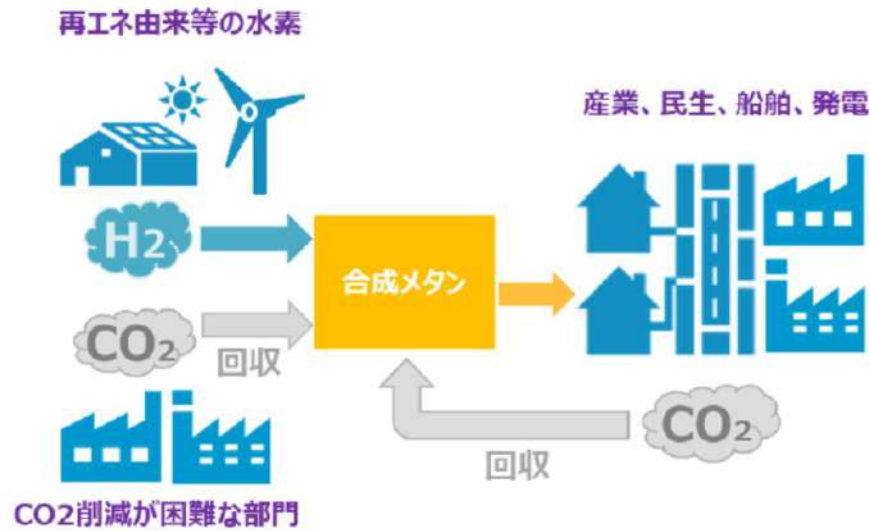 再エネ由来等の水素
産業、民生、船舶、発電
H2
合成メタン
CO2
回収
CO2
回収
CO2削減が困難な部門